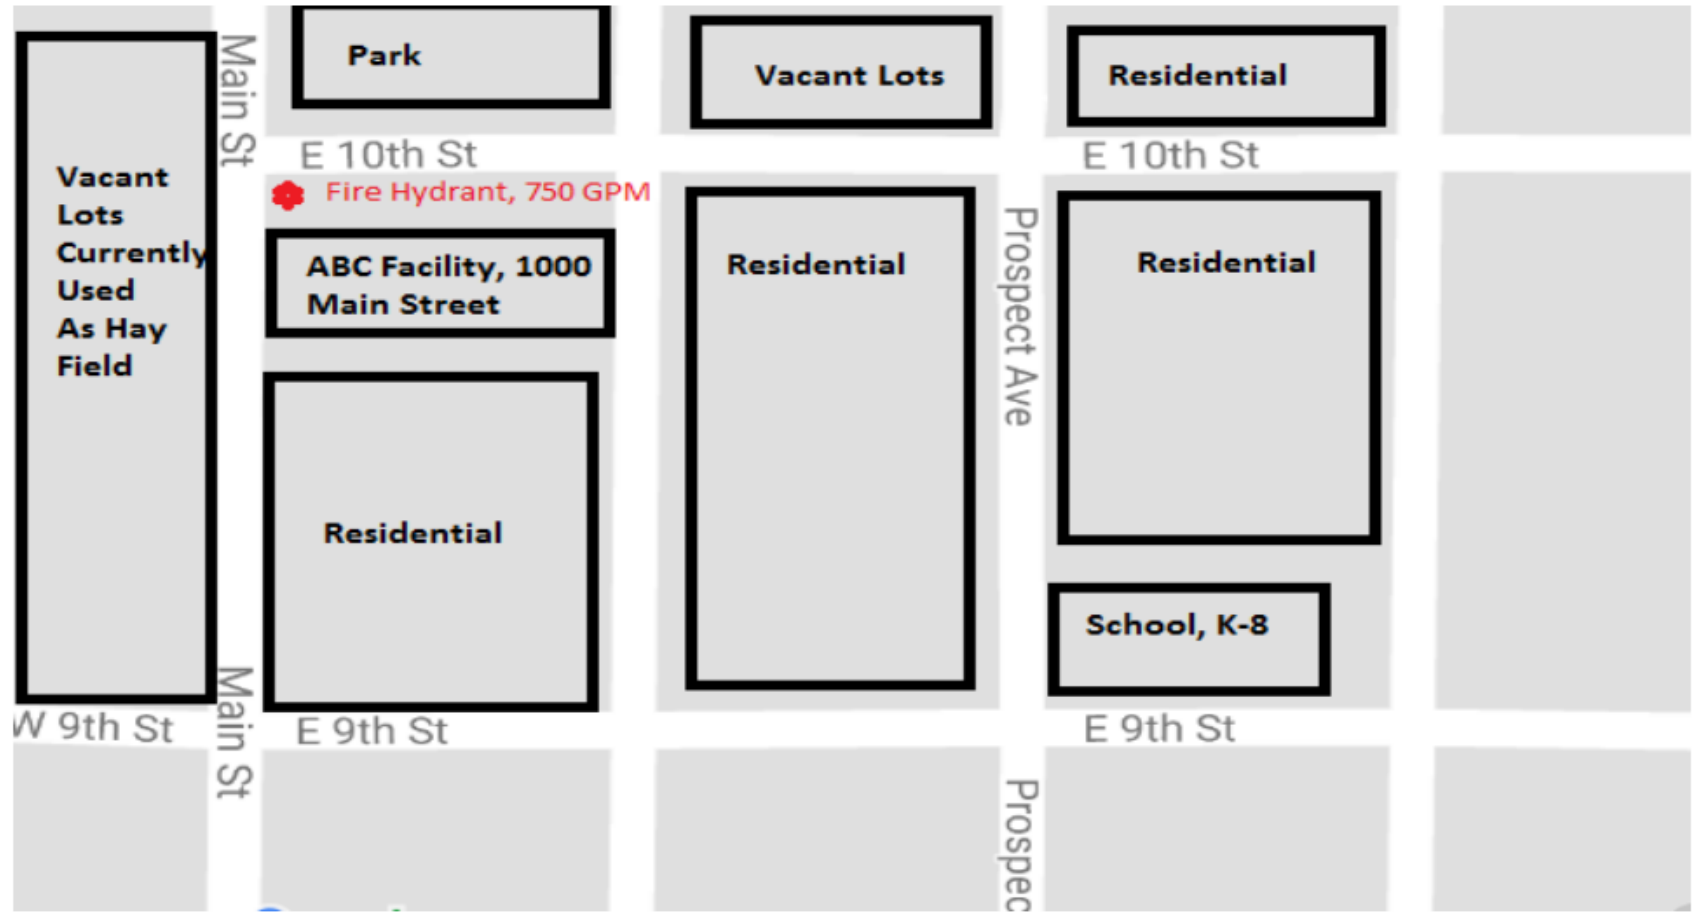 Main St
Park
Vacant Lots
Residential
E 10th St
E 10th St
Vacant
Lots
Currently
Used
As Hay
Field
Fire Hydrant, 750 GPM
ABC Facility, 1000
Main Street
Residential
Prospect Ave
Residential
Residential
School, K-8
Main St
W 9th St
E 9th St
E 9th St
Prospec